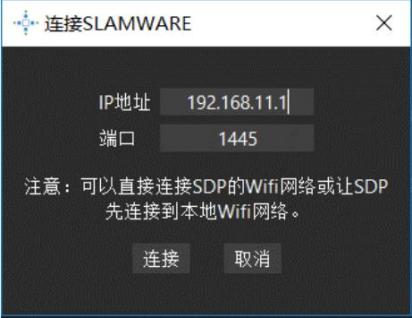 连接SLAMWARE
IP地址 192.168.11.1
端口 1445
注意：可以直接连接SDP的Wifi网络或让SDP
先连接到本地Wifi网络。
连接 取消